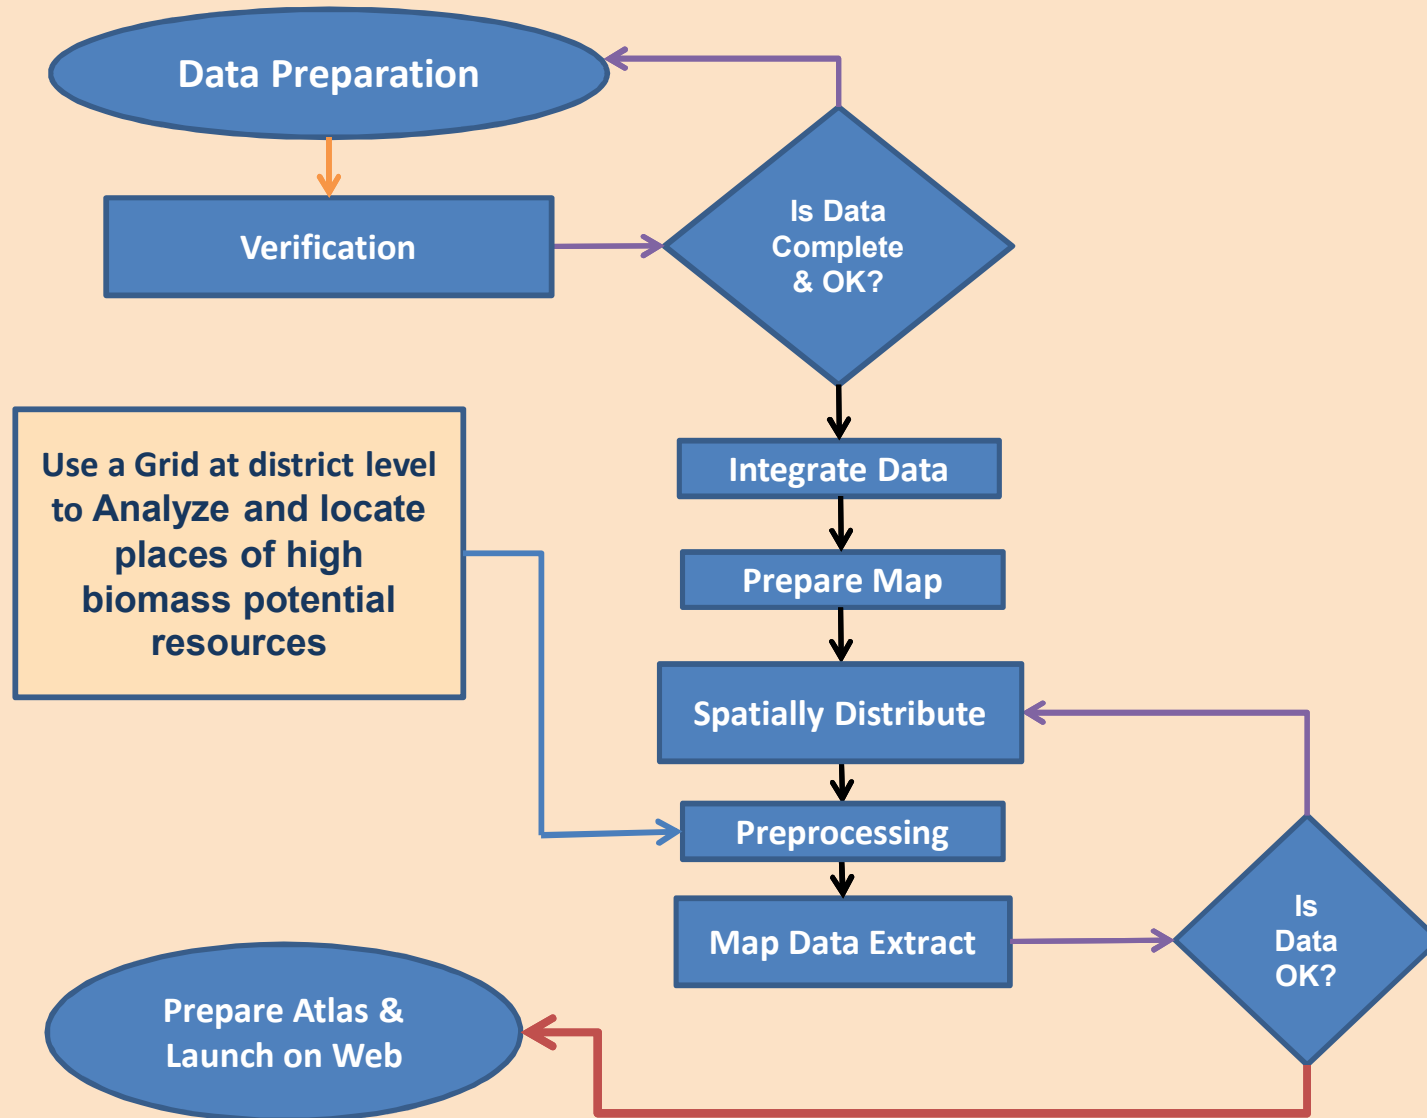 Data Preparation
Is Data
Complete
& OK?
Verification
Use a Grid at district level
to Analyze and locate
places of high
biomass potential
resources
Integrate Data
Prepare Map
Spatially Distribute
Preprocessing
Map Data Extract
Is
Data
OK?
Prepare Atlas &
Launch on Web